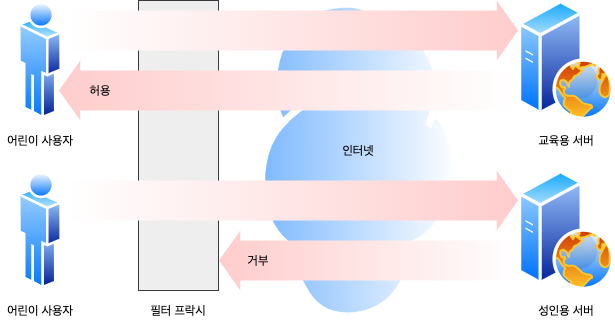 허용
어린이 사용자
교육용 서버
인터넷
거부
어린이 사용자
필터 프락시
성인용 서버